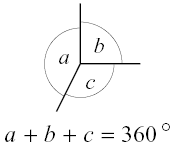 a b
c
a + b + c = 360°